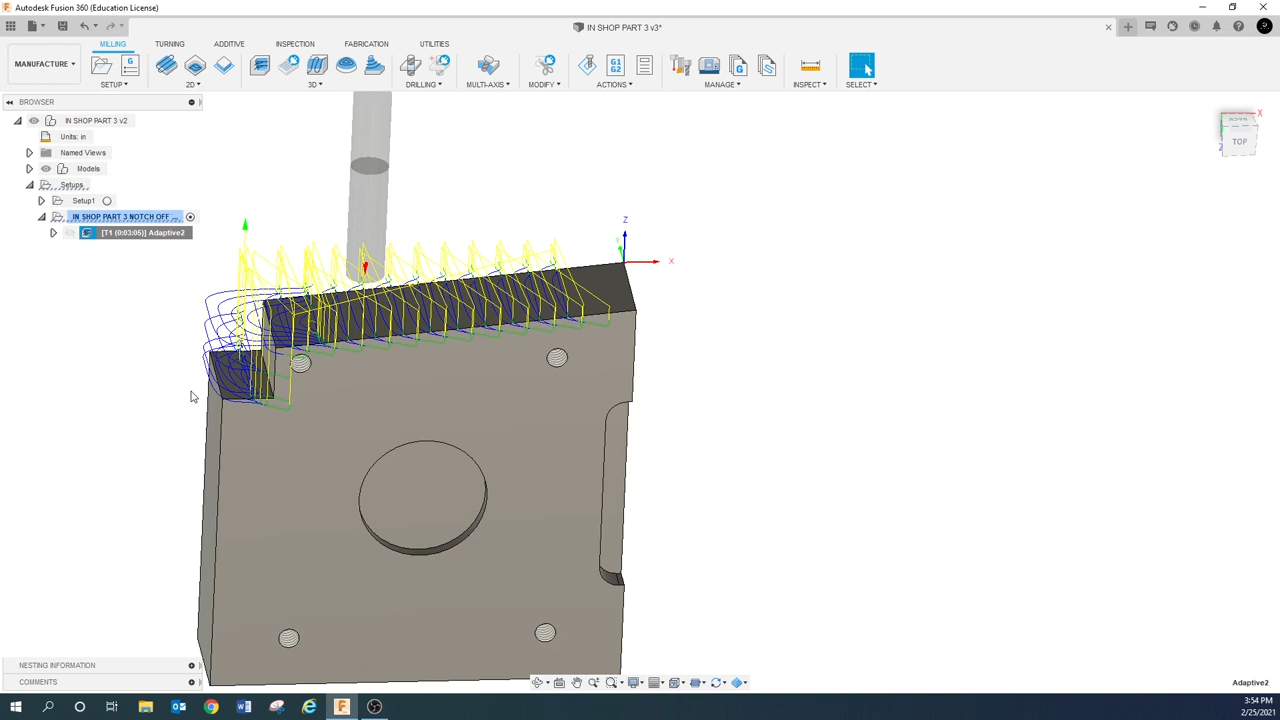 Autodesk Fusion 360 (Education License)
IN SHOP PART 3 v3*
MILLING TURNING ADDITIVE INSPECTION FABRICATION UTILITIES
MANUFACTURE
G1
G2
SETUP 2D 3D DRILLING MULTI-AXIS MODIFY ACTIONS MANAGE INSPECT SELECT
BROWSER
IN SHOP PART 3 v2
Units: in
Named Views
Models
Setups
Setup1
IN SHOP PART 3 NOTCH OFF ...
[T1 (0:03:05)] Adaptive2
X
TOP
Z
Z
X
NESTING INFORMATION
COMMENTS
Adaptive2
3:54 PM
2/25/2021